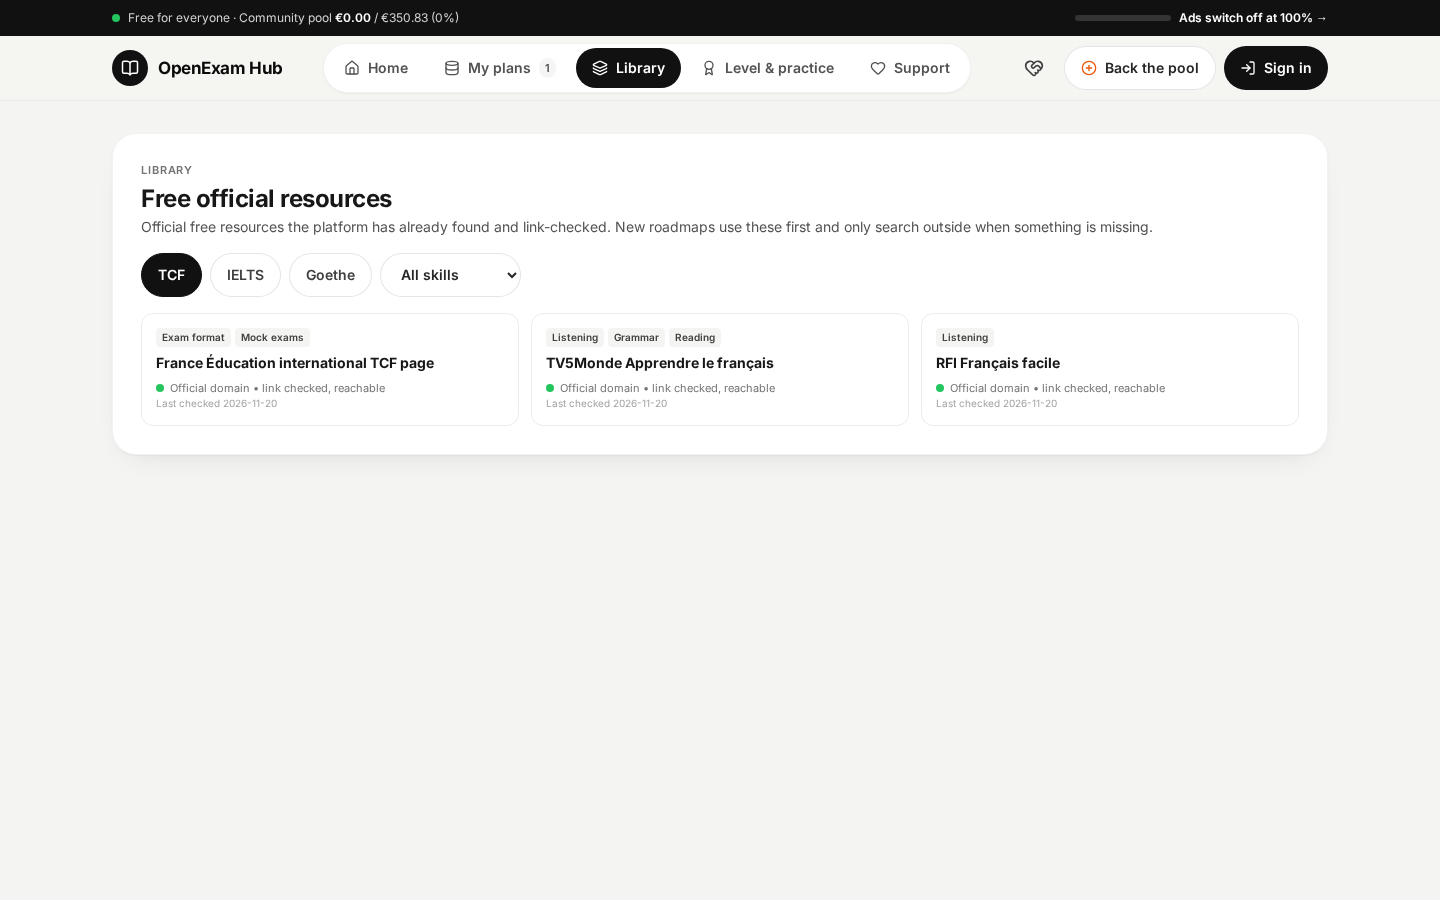 Free for everyone · Community pool €0.00 / €350.83 (0%)
Ads switch off at 100% →
OpenExam Hub
Home
My plans 1
Library
Level & practice
Support
Back the pool
Sign in
LIBRARY
Free official resources
Official free resources the platform has already found and link-checked. New roadmaps use these first and only search outside when something is missing.
TCF
IELTS
Goethe
All skills
Exam format
Mock exams
France Éducation international TCF page
Official domain • link checked, reachable
Last checked 2026-11-20
Listening
Grammar
Reading
TV5Monde Apprendre le français
Official domain • link checked, reachable
Last checked 2026-11-20
Listening
RFI Français facile
Official domain • link checked, reachable
Last checked 2026-11-20